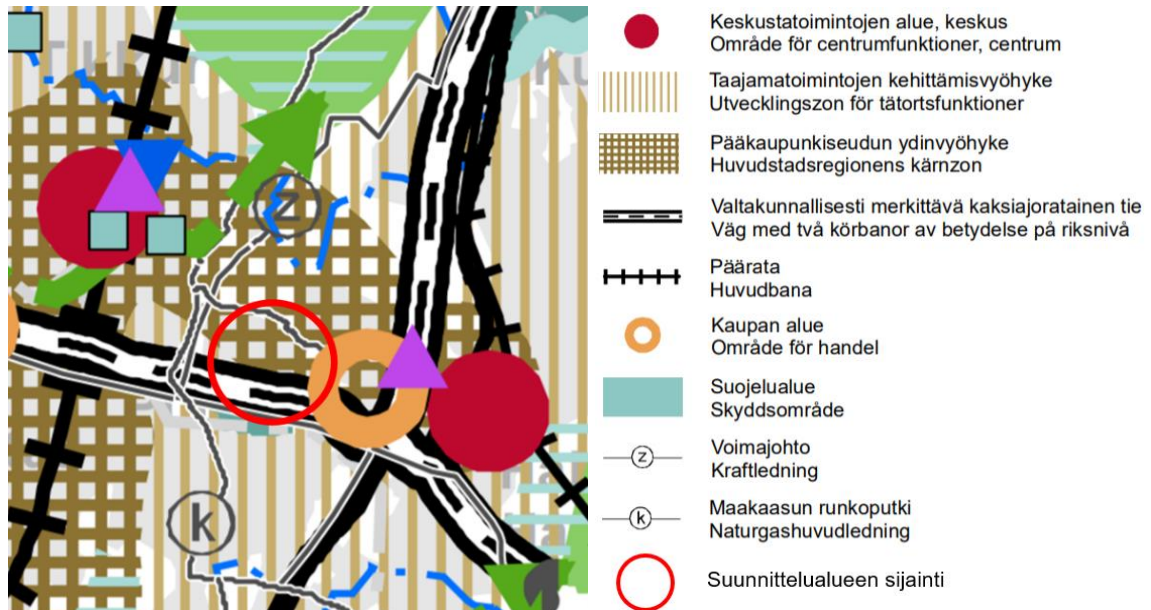 z
k
Keskustatoimintojen alue, keskus
Område för centrumfunktioner, centrum
Taajamatoimintojen kehittämisvyöhyke
Utvecklingszon för tätortsfunktioner
Pääkaupunkiseudun ydinvyöhyke
Huvudstadsregionens kärnzon
Valtakunnallisesti merkittävä kaksiajoratainen tie
Väg med två körbanor av betydelse på riksnivå
Päärata
Huvudbana
Kaupan alue
Område för handel
Suojelualue
Skyddsområde
z
Voimajohto
Kraftledning
k
Maakaasun runkoputki
Naturgashuvudledning
Suunnittelualueen sijainti